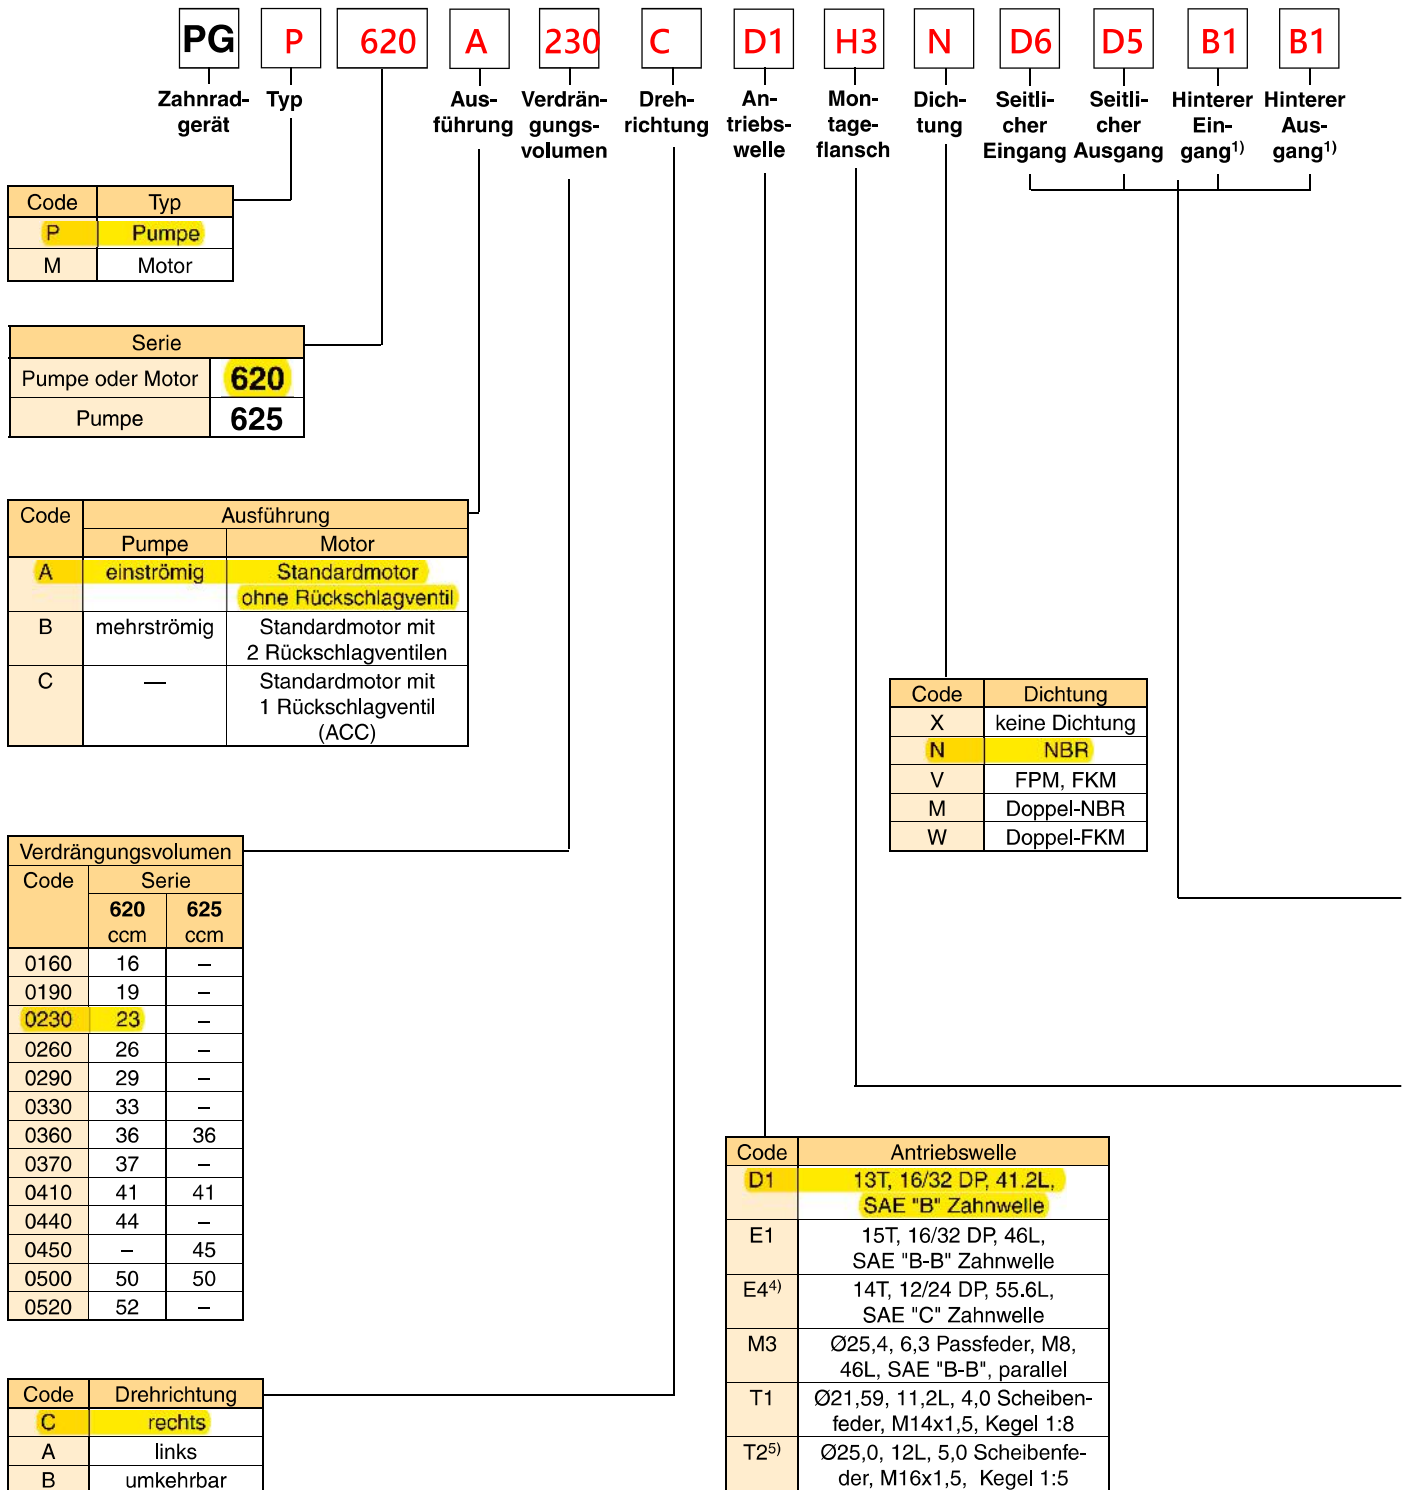 PG P 620 A 230 C D1 H3 N D6 D5 B1 B1
Zahnrad- Typ Aus- Verdrän- Dreh- An- Mon- Dich- Seitli- Seitli- Hinterer Hinterer
gerät führung gungs- richtung triebs- tage- tung cher cher Ein- Aus-
volumen welle flansch Eingang Ausgang gang1) gang1)
Code Typ
P Pumpe
M Motor
Serie
Pumpe oder Motor 620
Pumpe 625
Code Ausführung
Pumpe Motor
A einströmig Standardmotor
ohne Rückschlagventil
B mehrströmig Standardmotor mit
2 Rückschlagventilen
C — Standardmotor mit
1 Rückschlagventil
(ACC)
Code Dichtung
X keine Dichtung
N NBR
V FPM, FKM
M Doppel-NBR
W Doppel-FKM
Verdrängungsvolumen
Code Serie
620 625
ccm ccm
0160 16 –
0190 19 –
0230 23 –
0260 26 –
0290 29 –
0330 33 –
0360 36 36
0370 37 –
0410 41 41
0440 44 –
0450 – 45
0500 50 50
0520 52 –
Code Antriebswelle
D1 13T, 16/32 DP, 41.2L,
SAE "B" Zahnwelle
E1 15T, 16/32 DP, 46L,
SAE "B-B" Zahnwelle
E44) 14T, 12/24 DP, 55.6L,
SAE "C" Zahnwelle
M3 Ø25,4, 6,3 Passfeder, M8,
46L, SAE "B-B", parallel
T1 Ø21,59, 11,2L, 4,0 Scheiben-
feder, M14x1,5, Kegel 1:8
T25) Ø25,0, 12L, 5,0 Scheibenfe-
der, M16x1,5, Kegel 1:5
Code Drehrichtung
C rechts
A links
B umkehrbar